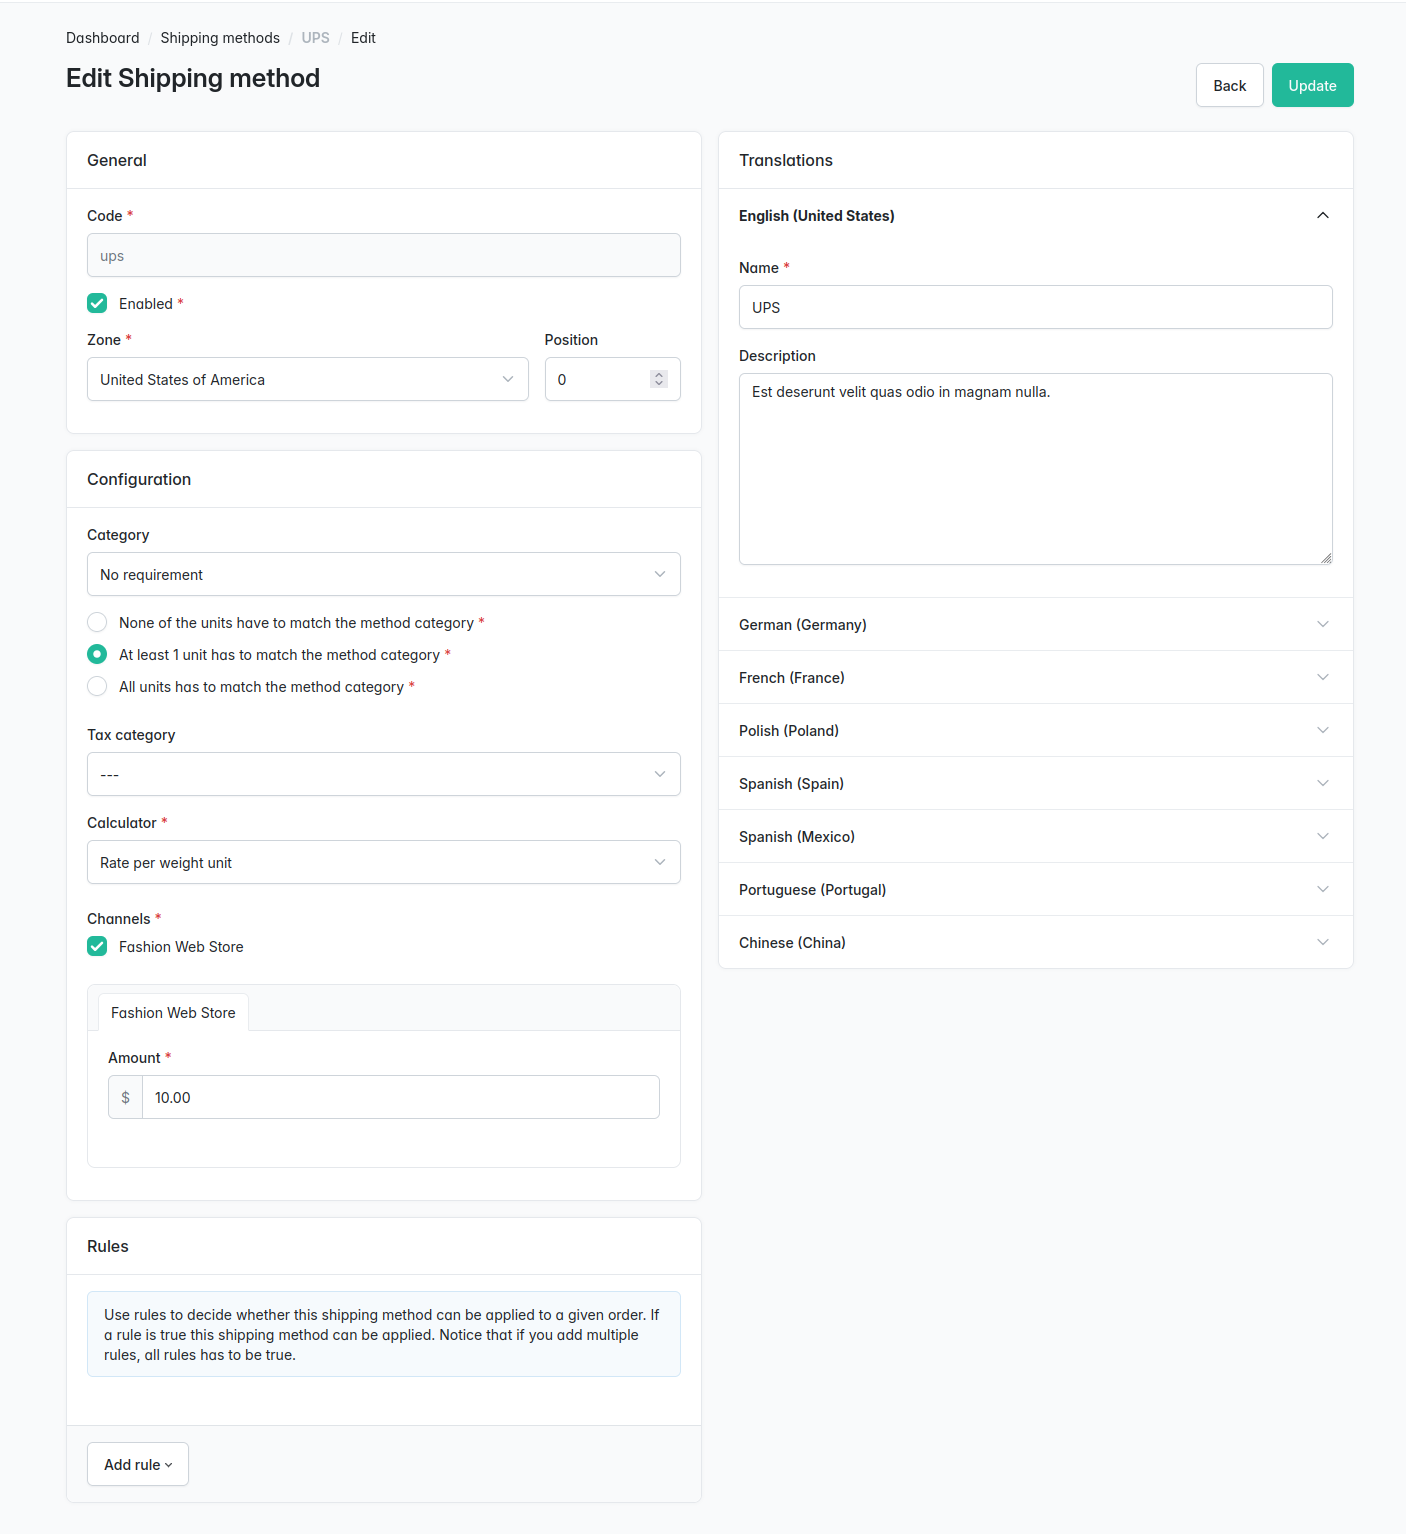 Dashboard / Shipping methods / UPS / Edit
Edit Shipping method
Back
Update
General
Code *
ups
Enabled *
Zone *
Position
United States of America
0
Configuration
Category
No requirement
None of the units have to match the method category *
At least 1 unit has to match the method category *
All units has to match the method category *
Tax category
---
Calculator *
Rate per weight unit
Channels *
Fashion Web Store
Fashion Web Store
Amount *
$ 10.00
Rules
Use rules to decide whether this shipping method can be applied to a given order. If
a rule is true this shipping method can be applied. Notice that if you add multiple
rules, all rules has to be true.
Add rule
Translations
English (United States)
Name *
UPS
Description
Est deserunt velit quas odio in magnam nulla.
German (Germany)
French (France)
Polish (Poland)
Spanish (Spain)
Spanish (Mexico)
Portuguese (Portugal)
Chinese (China)